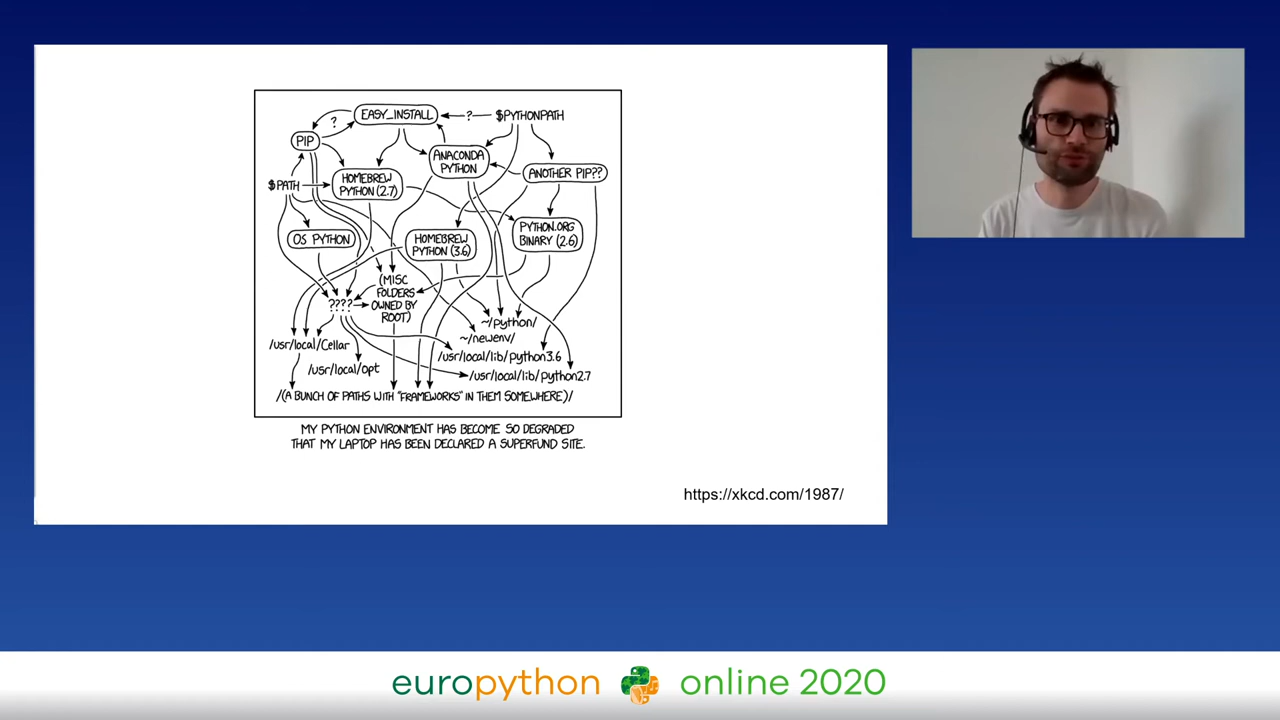 EASY_INSTALL
?
$PYTHONPATH
?
PIP
ANACONDA
PYTHON
ANOTHER PIP??
HOMEBREW
PYTHON (2.7)
$PATH
OS PYTHON
HOMEBREW
PYTHON (3.6)
PYTHON.ORG
BINARY (2.6)
(MISC
FOLDERS
OWNED BY
ROOT)
????
~/python/
~/newenv/
/usr/local/Cellar
/usr/local/lib/python3.6
/usr/local/opt
/usr/local/lib/python2.7
/(A BUNCH OF PATHS WITH "FRAMEWORKS" IN THEM SOMEWHERE)/
MY PYTHON ENVIRONMENT HAS BECOME SO DEGRADED
THAT MY LAPTOP HAS BEEN DECLARED A SUPERFUND SITE.
https://xkcd.com/1987/
europython online 2020